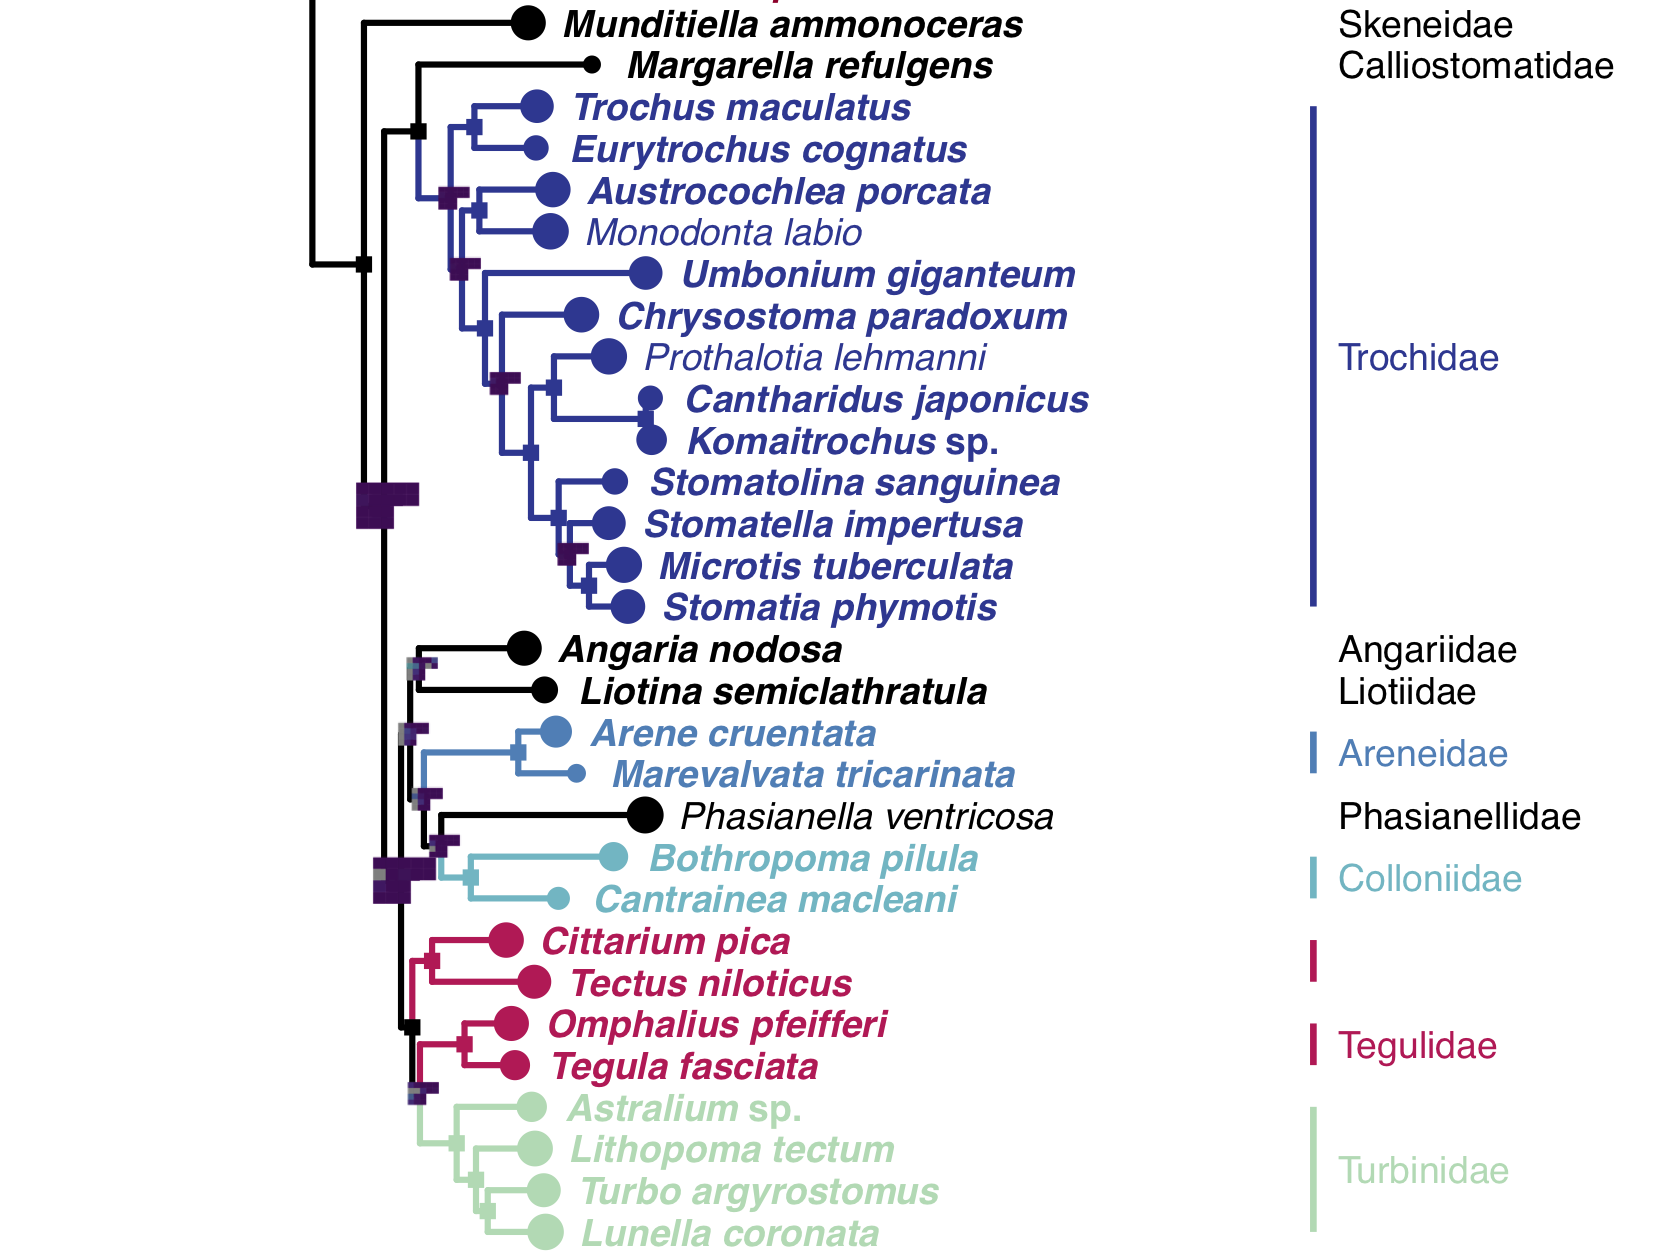 Munditiella ammonoceras Skeneidae
Margarella refulgens Calliostomatidae
Trochus maculatus
Eurytrochus cognatus
Austrocochlea porcata
Monodonta labio
Umbonium giganteum
Chrysostoma paradoxum
Prothalotia lehmanni Trochidae
Cantharidus japonicus
Komaitrochus sp.
Stomatolina sanguinea
Stomatella impertusa
Microtis tuberculata
Stomatia phymotis
Angaria nodosa Angariidae
Liotina semiclathratula Liotiidae
Arene cruentata
Areneidae
Marevalvata tricarinata
Phasianella ventricosa Phasianellidae
Bothropoma pilula
Colloniidae
Cantrainea macleani
Cittarium pica
Tectus niloticus
Omphalius pfeifferi
Tegulidae
Tegula fasciata
Astralium sp.
Lithopoma tectum
Turbinidae
Turbo argyrostomus
Lunella coronata